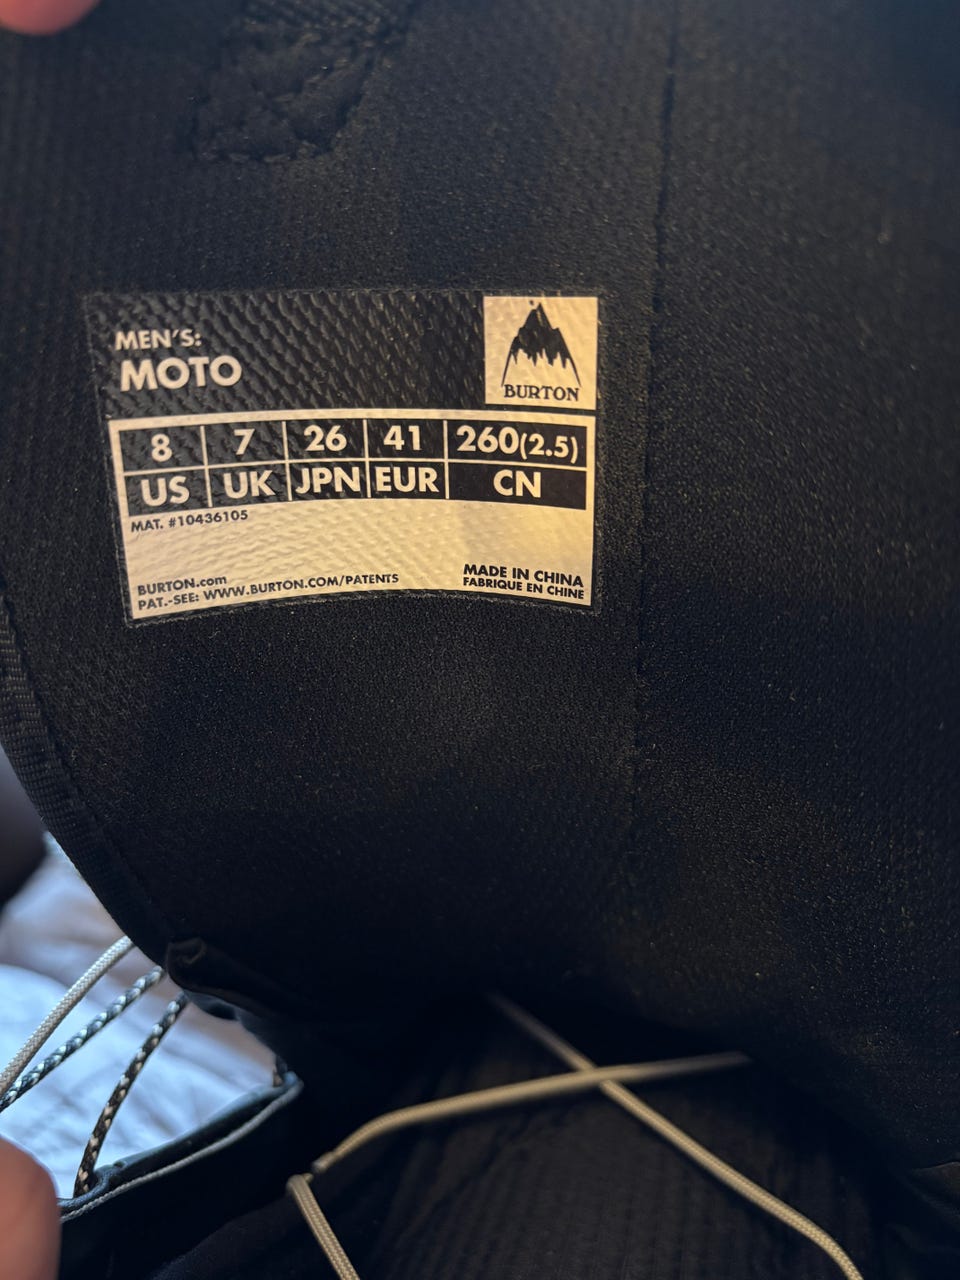 MEN'S:
MOTO
BURTON
8 7 26 41 260(2.5)
US UK JPN EUR CN
MAT. #10436105
BURTON.com
PAT.-SEE: WWW.BURTON.COM/PATENTS
MADE IN CHINA
FABRIQUE EN CHINE